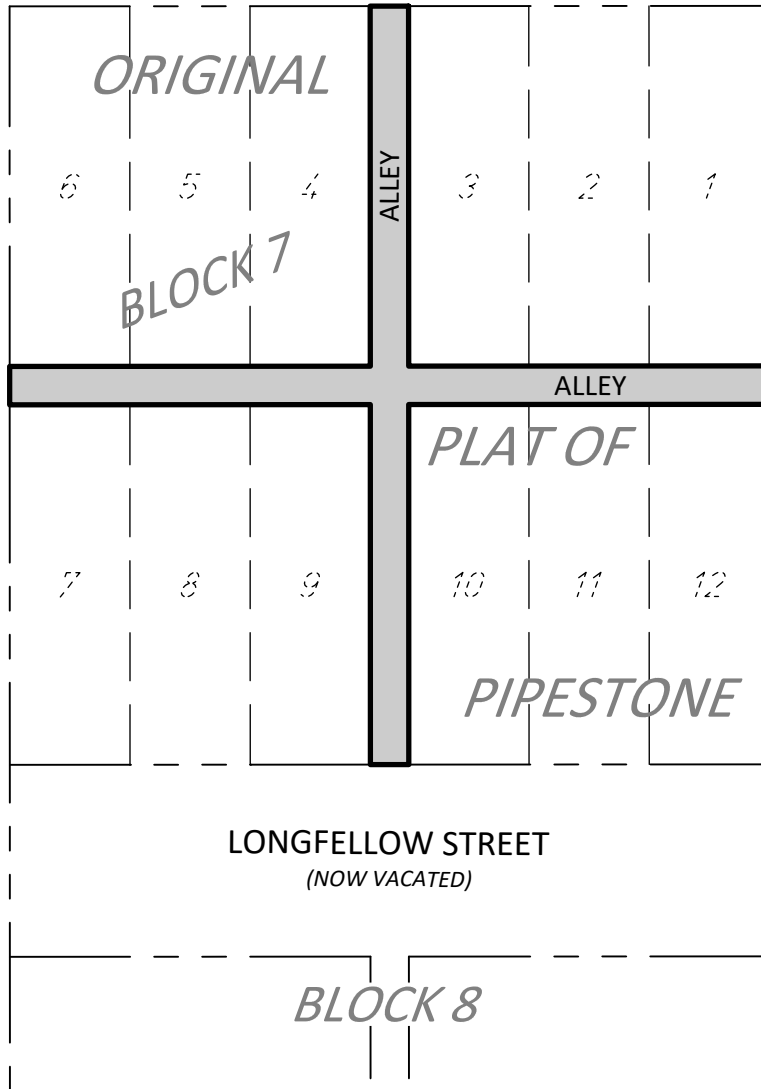 ORIGINAL
ALLEY
6 5 4 3 2 1
BLOCK 7
ALLEY
PLAT OF
7 8 9 10 11 12
PIPESTONE
LONGFELLOW STREET
(NOW VACATED)
BLOCK 8